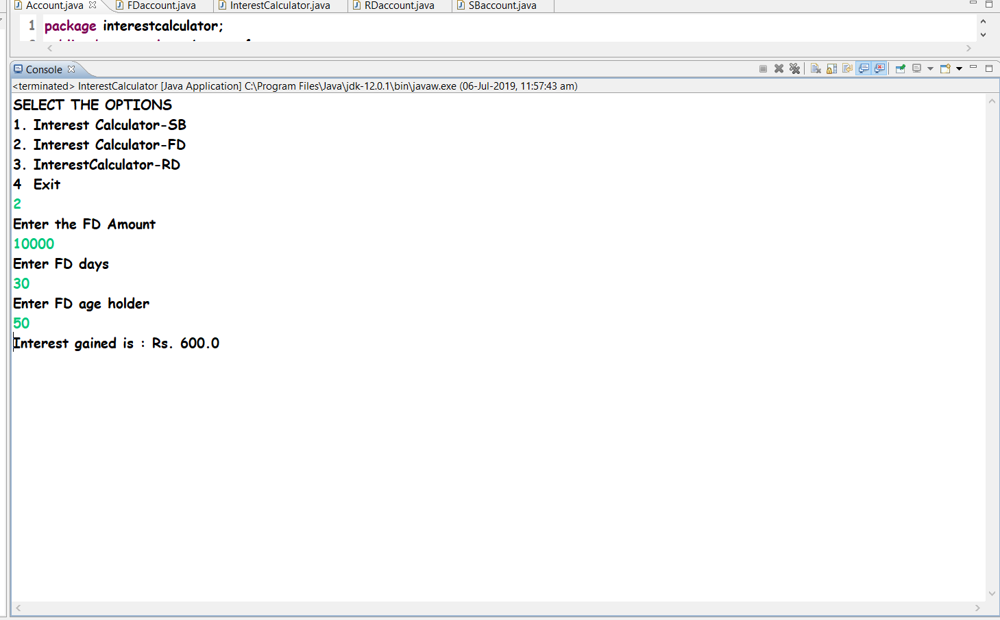 Account.java FDaccount.java InterestCalculator.java RDaccount.java SBaccount.java
1 package interestcalculator;
Console
<terminated> InterestCalculator [Java Application] C:\Program Files\Java\jdk-12.0.1\bin\javaw.exe (06-Jul-2019, 11:57:43 am)
SELECT THE OPTIONS
1. Interest Calculator-SB
2. Interest Calculator-FD
3. InterestCalculator-RD
4  Exit
2
Enter the FD Amount
10000
Enter FD days
30
Enter FD age holder
50
Interest gained is : Rs. 600.0